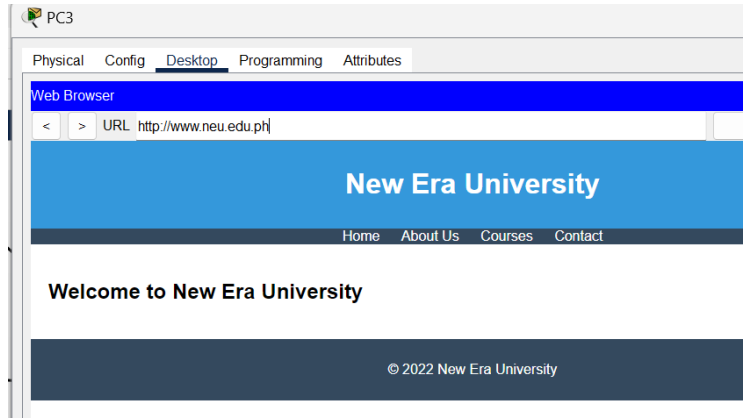 PC3
Physical Config Desktop Programming Attributes
Web Browser
< > URL http://www.neu.edu.ph
New Era University
Home About Us Courses Contact
Welcome to New Era University
© 2022 New Era University